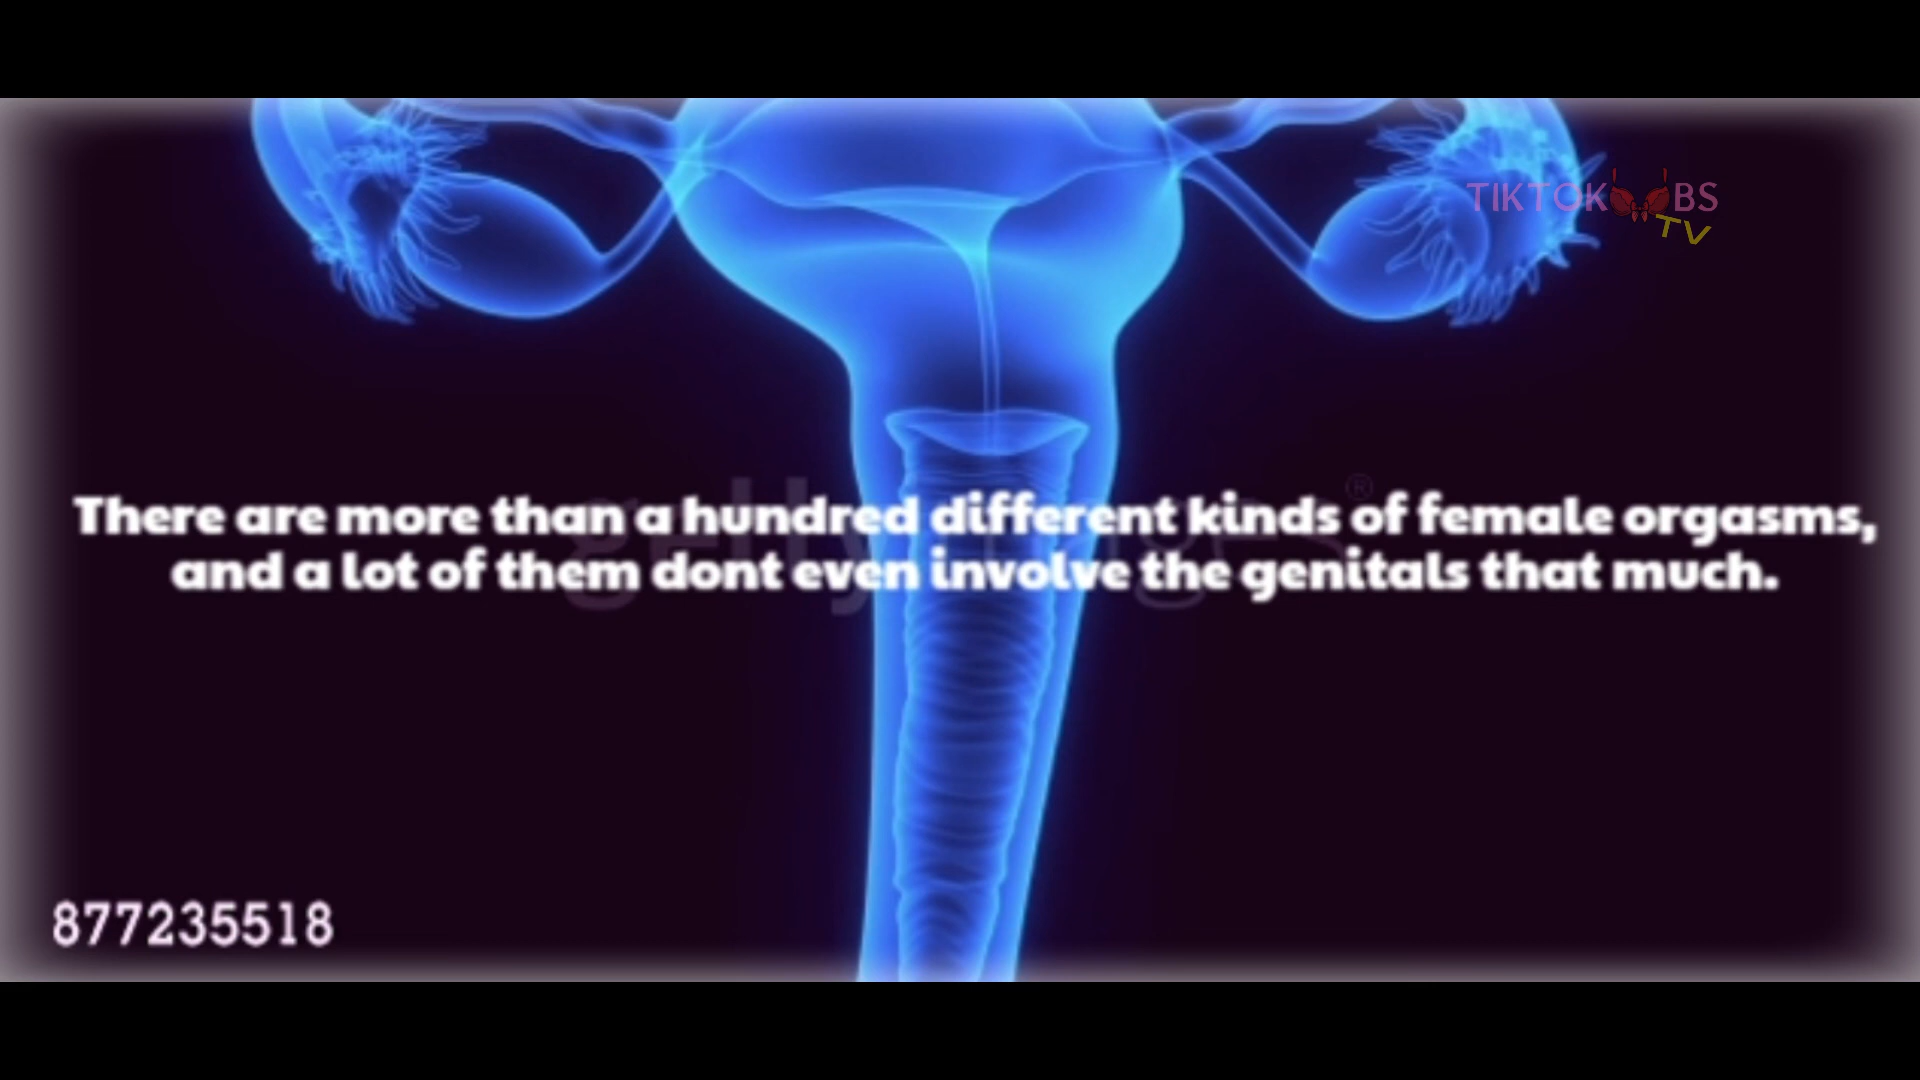 TIKTOK BS
TV
There are more than a hundred different kinds of female orgasms,
and a lot of them dont even involve the genitals that much.
877235518